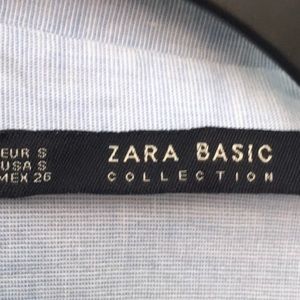 EUR S
USA S
MEX 26
ZARA BASIC
COLLECTION